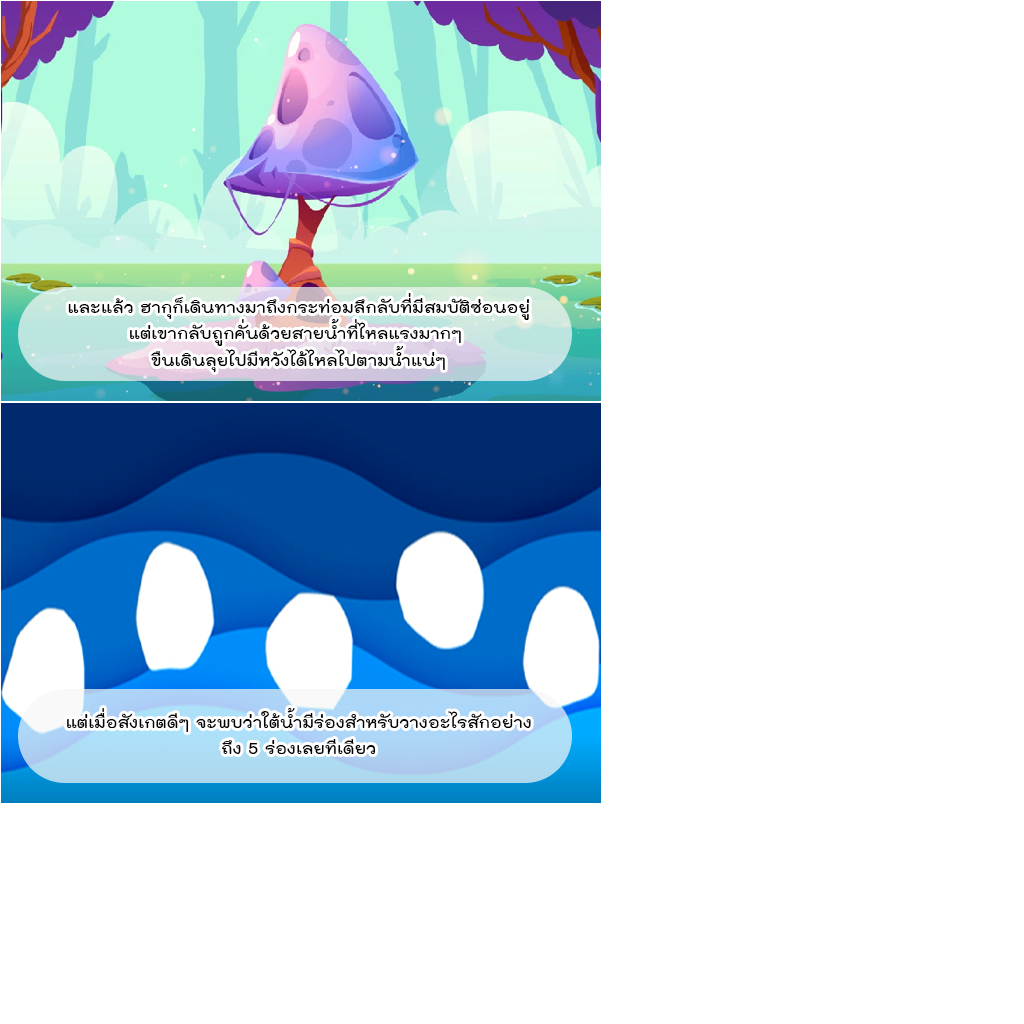 และแล้ว ฮากุก็เดินทางมาถึงกระท่อมลึกลับที่มีสมบัติซ่อนอยู่
แต่เขากลับถูกคั่นด้วยสายน้ำที่ไหลแรงมากๆ
ขืนเดินลุยไปมีหวังได้ไหลไปตามน้ำแน่ๆ
แต่เมื่อสังเกตดีๆ จะพบว่าใต้น้ำมีร่องสำหรับวางอะไรสักอย่าง
ถึง 5 ร่องเลยทีเดียว